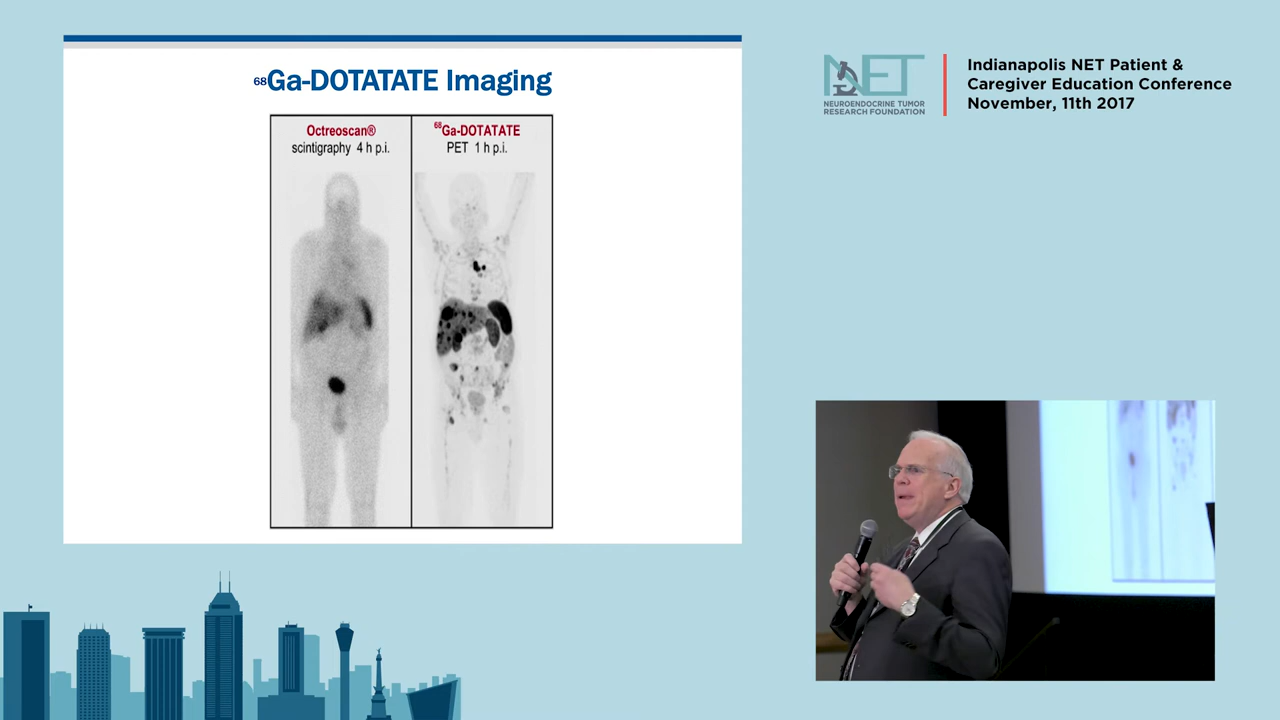 ⁶⁸Ga-DOTATATE Imaging
Octreoscan®
scintigraphy 4 h p.i.
⁶⁸Ga-DOTATATE
PET 1 h p.i.
NET
NEUROENDOCRINE TUMOR
RESEARCH FOUNDATION
Indianapolis NET Patient &
Caregiver Education Conference
November, 11th 2017